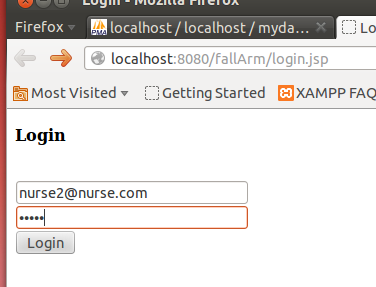 Login - Mozilla Firefox
Firefox
localhost / localhost / myda...
Lo
localhost:8080/fallArm/login.jsp
Most Visited
Getting Started
XAMPP FAQ
Login
nurse2@nurse.com
•••••
Login